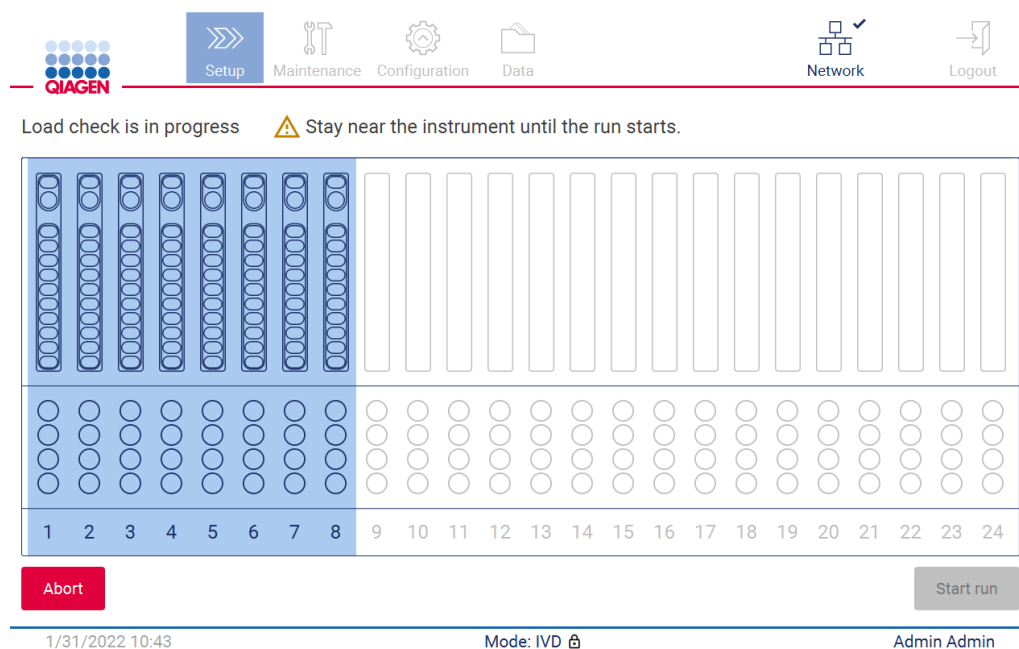 QIAGEN
Setup
Maintenance
Configuration
Data
Network
Logout
Load check is in progress
Stay near the instrument until the run starts.
1 2 3 4 5 6 7 8 9 10 11 12 13 14 15 16 17 18 19 20 21 22 23 24
Abort
Start run
1/31/2022 10:43
Mode: IVD
Admin Admin